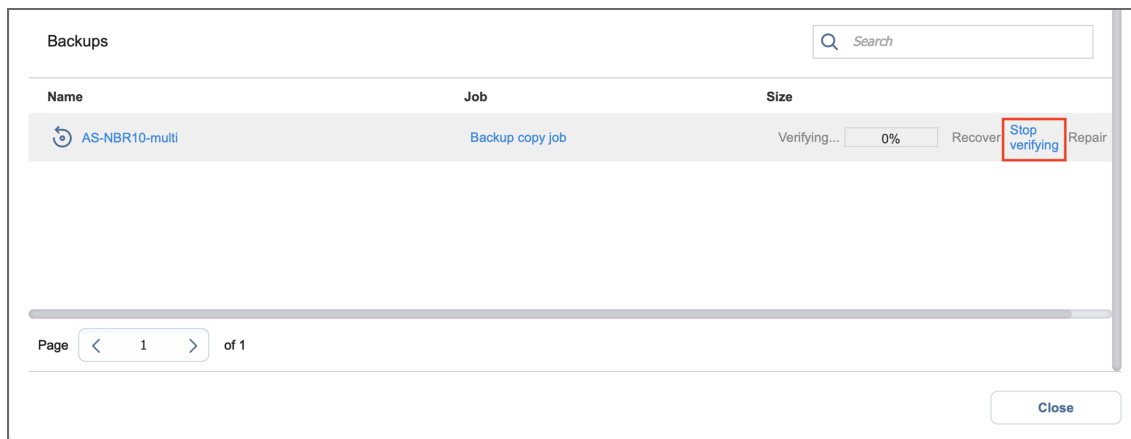 Backups
Search
Name Job Size
AS-NBR10-multi Backup copy job Verifying... 0% Recover Stop verifying Repair
Page 1 of 1
Close